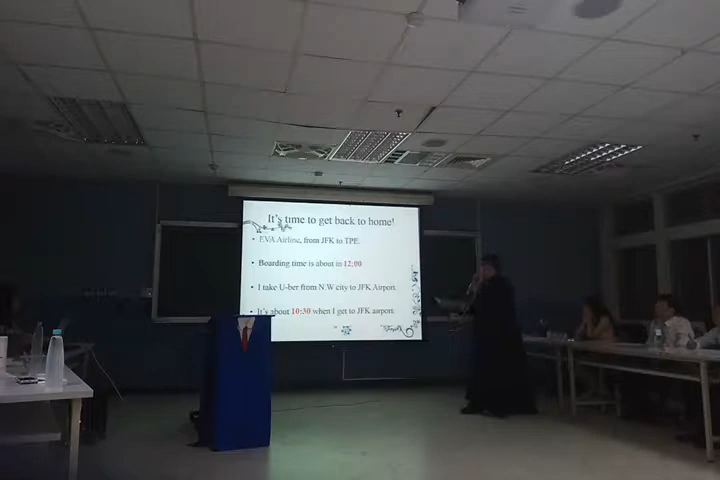 It's time to get back to home!
• EVA Airline, from JFK to TPE.
• Boarding time is about in 12:00
• I take U-ber from N.W city to JFK Airport.
• It's about 10:30 when I get to JFK airport.